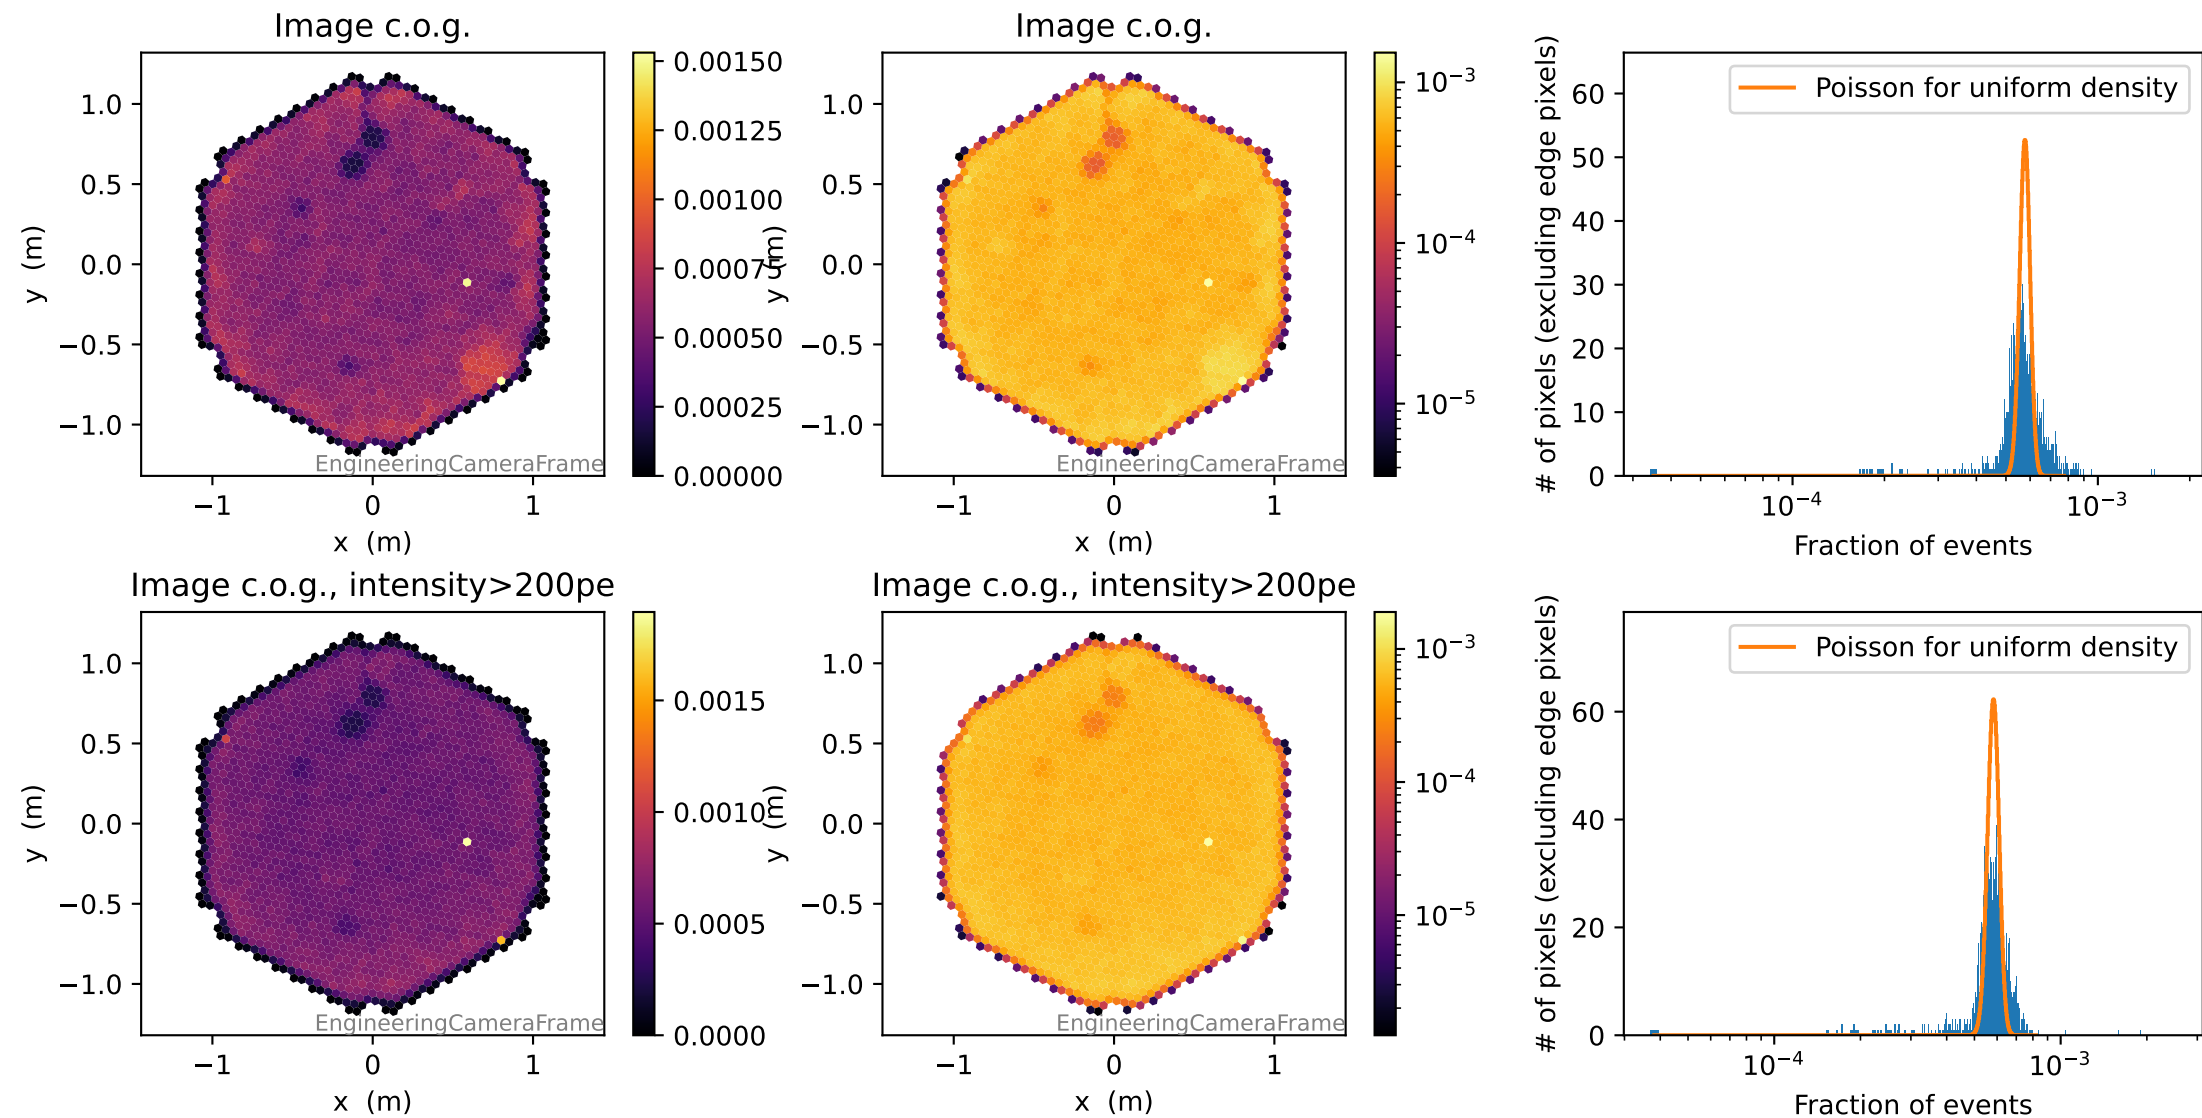 Image c.o.g.
y (m)
1.0
0.5
0.0
−0.5
−1.0
−1 0 1
x (m)
EngineeringCameraFrame
0.00150
0.00125
0.00100
0.00075
0.00050
0.00025
0.00000
Image c.o.g.
y (m)
1.0
0.5
0.0
−0.5
−1.0
−1 0 1
x (m)
EngineeringCameraFrame
10⁻³
10⁻⁴
10⁻⁵
# of pixels (excluding edge pixels)
60
50
40
30
20
10
0
Poisson for uniform density
10⁻⁴ 10⁻³
Fraction of events
Image c.o.g., intensity>200pe
y (m)
1.0
0.5
0.0
−0.5
−1.0
−1 0 1
x (m)
EngineeringCameraFrame
0.0015
0.0010
0.0005
0.0000
Image c.o.g., intensity>200pe
y (m)
1.0
0.5
0.0
−0.5
−1.0
−1 0 1
x (m)
EngineeringCameraFrame
10⁻³
10⁻⁴
10⁻⁵
# of pixels (excluding edge pixels)
60
40
20
0
Poisson for uniform density
10⁻⁴ 10⁻³
Fraction of events